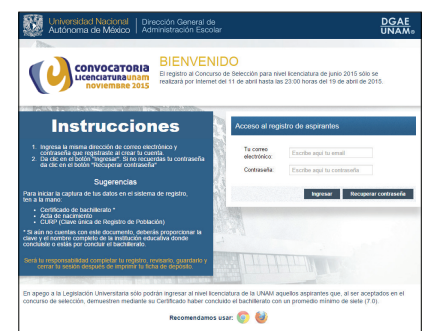 Universidad Nacional
Autónoma de México
Dirección General de
Administración Escolar
DGAE
UNAM®
CONVOCATORIA
LICENCIATURAUNAM
NOVIEMBRE 2015
BIENVENIDO
El registro al Concurso de Selección para nivel licenciatura de junio 2015 sólo se
realizará por Internet del 11 de abril hasta las 23:00 horas del 19 de abril de 2015.
Instrucciones
1. Ingresa la misma dirección de correo electrónico y
contraseña que registraste al crear tu cuenta.
2. Da clic en el botón "Ingresar". Si no recuerdas tu contraseña
da clic en el botón "Recuperar contraseña"
Sugerencias
Para iniciar la captura de tus datos en el sistema de registro,
ten a la mano:
• Certificado de bachillerato *
• Acta de nacimiento
• CURP (Clave Única de Registro de Población)
* Si aún no cuentas con este documento, deberás proporcionar la
clave y el nombre completo de la institución educativa donde
concluiste o estás por concluir el bachillerato.
Será tu responsabilidad completar tu registro, revisarlo, guardarlo y
cerrar tu sesión después de imprimir tu ficha de depósito.
Acceso al registro de aspirantes
Tu correo
electrónico:
Escribe aquí tu email
Contraseña:
Escribe aquí tu contraseña
Ingresar
Recuperar contraseña
En apego a la Legislación Universitaria sólo podrán ingresar al nivel licenciatura de la UNAM aquellos aspirantes que, al ser aceptados en el
concurso de selección, demuestren mediante su Certificado haber concluido el bachillerato con un promedio mínimo de siete (7.0).
Recomendamos usar: